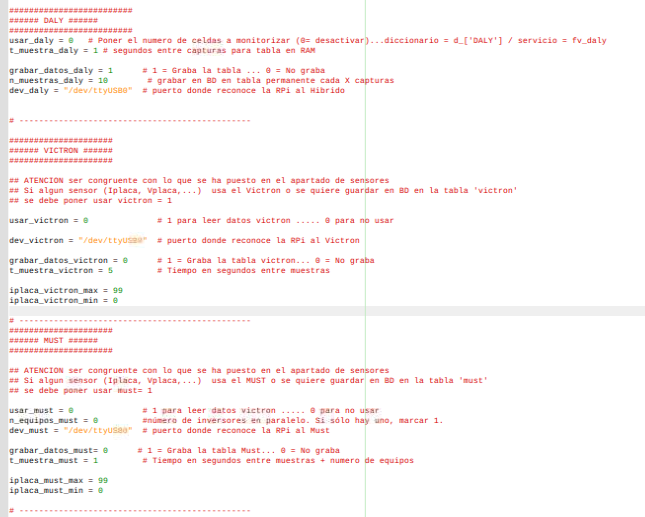 #########################
###### DALY ######
#########################
usar_daly = 0   # Poner el numero de celdas a monitorizar (0= desactivar)...diccionario = d_['DALY'] / servicio = fv_daly
t_muestra_daly = 1 # segundos entre capturas para tabla en RAM
grabar_datos_daly = 1      # 1 = Graba la tabla ... 0 = No graba
n_muestras_daly = 10        # grabar en BD en tabla permanente cada X capturas
dev_daly = "/dev/ttyUSB0"  # puerto donde reconoce la RPi al Hibrido
# -----------------------------------------------
#####################
###### VICTRON ######
#####################
## ATENCION ser congruente con lo que se ha puesto en el apartado de sensores
## Si algun sensor (Iplaca, Vplaca,...)  usa el Victron o se quiere guardar en BD en la tabla 'victron'
## se debe poner usar victron = 1
usar_victron = 0              # 1 para leer datos victron ..... 0 para no usar
dev_victron = "/dev/ttyUSB0"  # puerto donde reconoce la RPi al Victron
grabar_datos_victron = 0      # 1 = Graba la tabla victron... 0 = No graba
t_muestra_victron = 5         # Tiempo en segundos entre muestras
iplaca_victron_max = 99
iplaca_victron_min = 0
# -----------------------------------------------
#####################
###### MUST ######
#####################
## ATENCION ser congruente con lo que se ha puesto en el apartado de sensores
## Si algun sensor (Iplaca, Vplaca,...)  usa el MUST o se quiere guardar en BD en la tabla 'must'
## se debe poner usar must= 1
usar_must = 0              # 1 para leer datos victron ..... 0 para no usar
n_equipos_must = 0         #número de inversores en paralelo. Si sólo hay uno, marcar 1.
dev_must = "/dev/ttyUSB0"  # puerto donde reconoce la RPi al Must
grabar_datos_must= 0      # 1 = Graba la tabla Must... 0 = No graba
t_muestra_must = 1         # Tiempo en segundos entre muestras + numero de equipos
iplaca_must_max = 99
iplaca_must_min = 0
# -----------------------------------------------